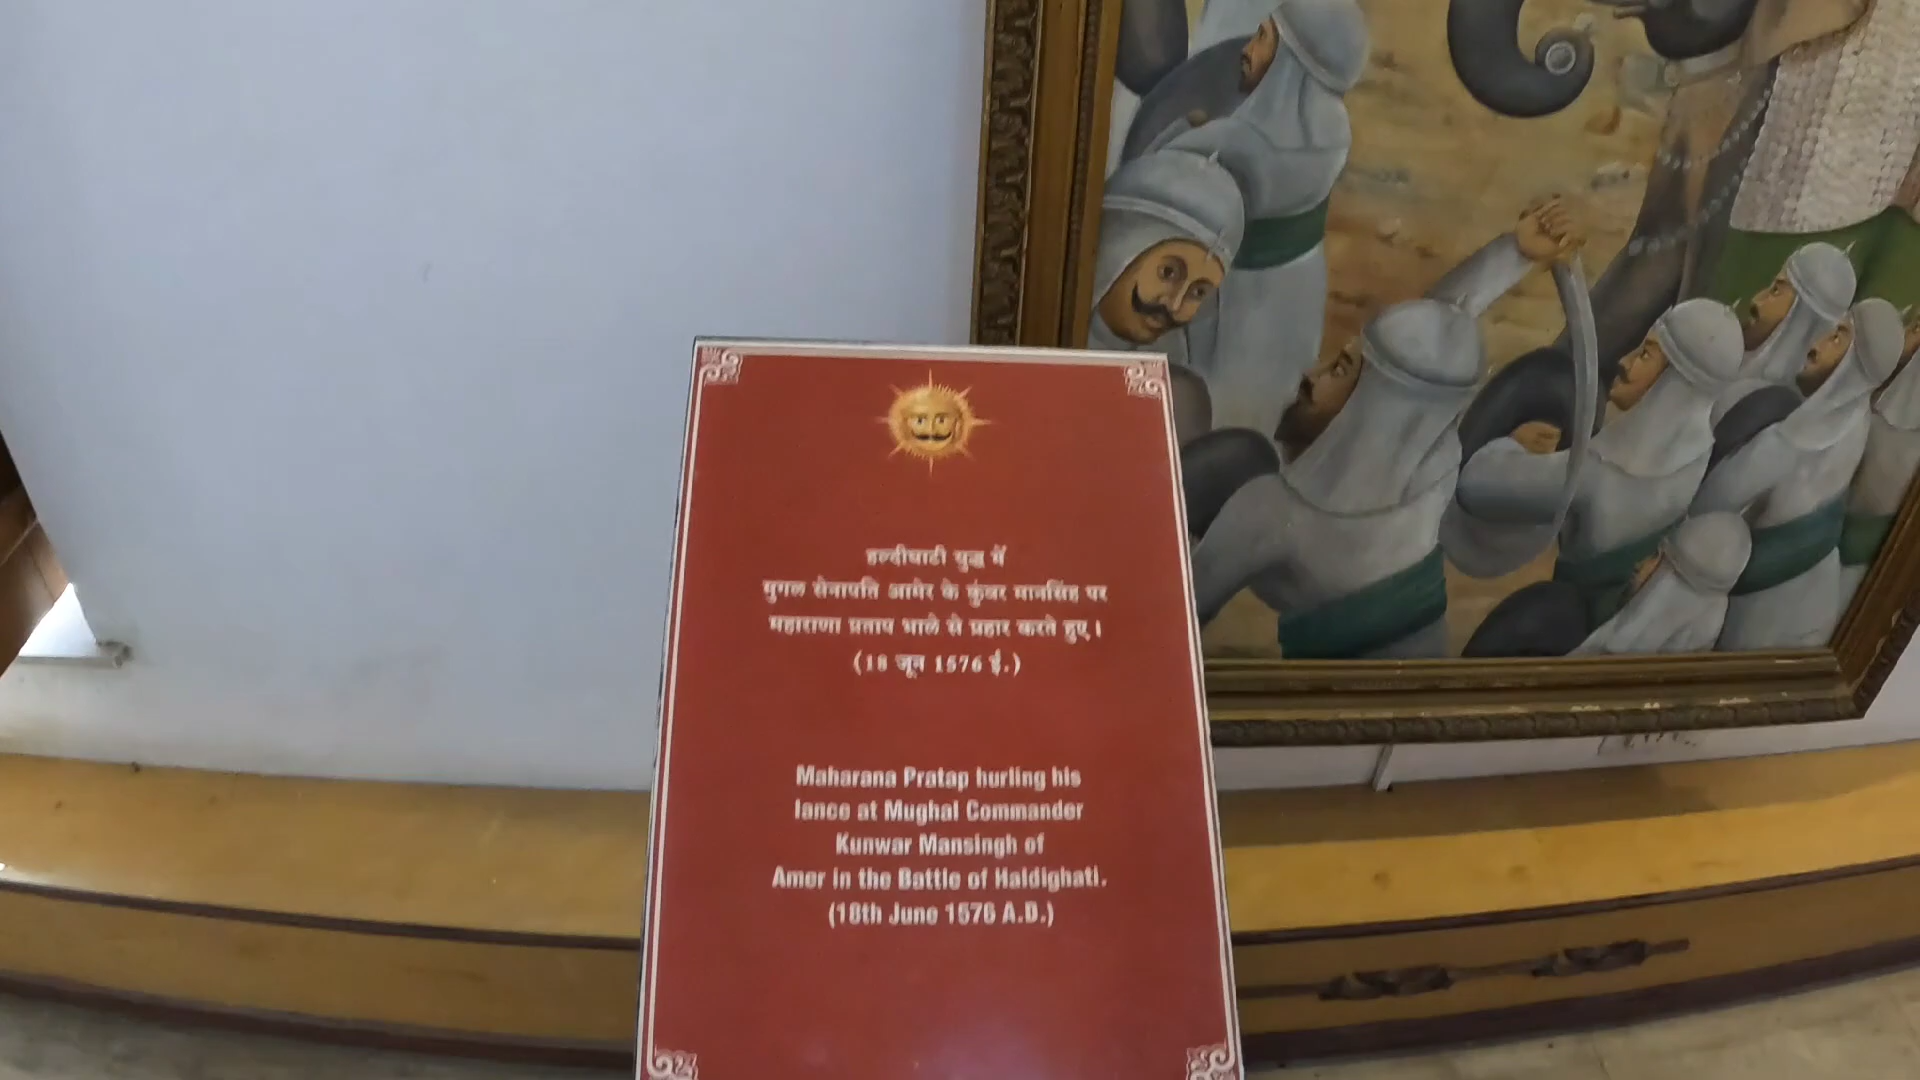 हल्दीघाटी युद्ध में
मुगल सेनापति आमेर के कुंवर मानसिंह पर
महाराणा प्रताप भाले से प्रहार करते हुए।
(18 जून 1576 ई.)
Maharana Pratap hurling his
lance at Mughal Commander
Kunwar Mansingh of
Amer in the Battle of Haldighati.
(18th June 1576 A.D.)